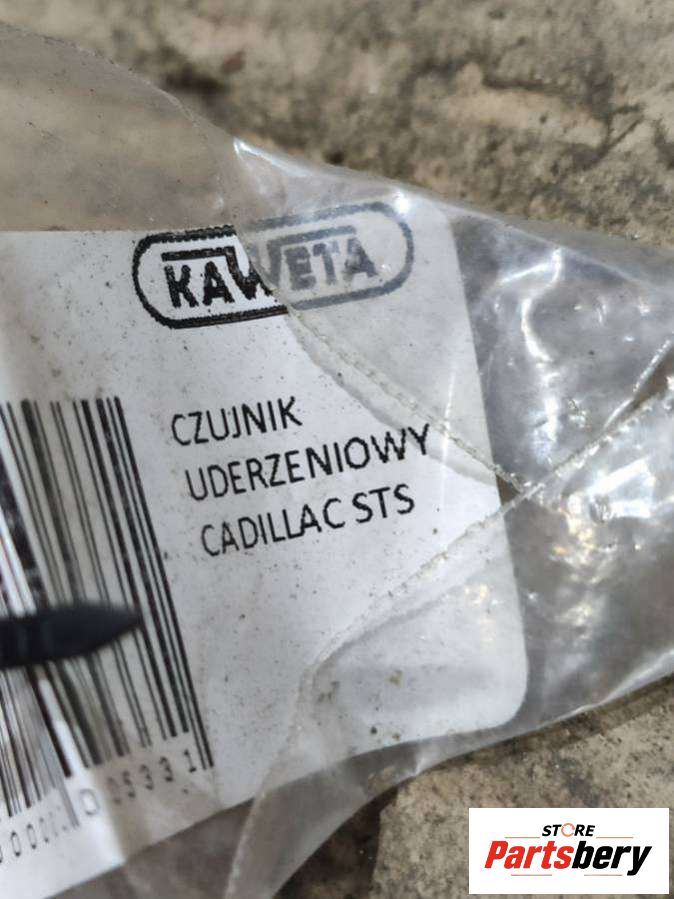 KAWETA
CZUJNIK
UDERZENIOWY
CADILLAC STS
STORE
Partsbery